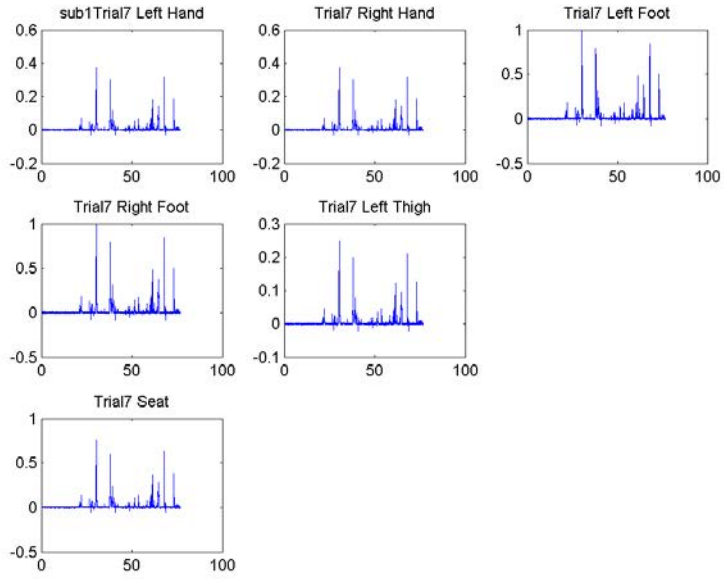 sub1Trial7 Left Hand
Trial7 Right Hand
Trial7 Left Foot
0.6
0.4
0.2
0
-0.2
0 50 100
0.6
0.4
0.2
0
-0.2
0 50 100
1
0.5
0
-0.5
0 50 100
Trial7 Right Foot
Trial7 Left Thigh
1
0.5
0
-0.5
0 50 100
0.3
0.2
0.1
0
-0.1
0 50 100
Trial7 Seat
1
0.5
0
-0.5
0 50 100